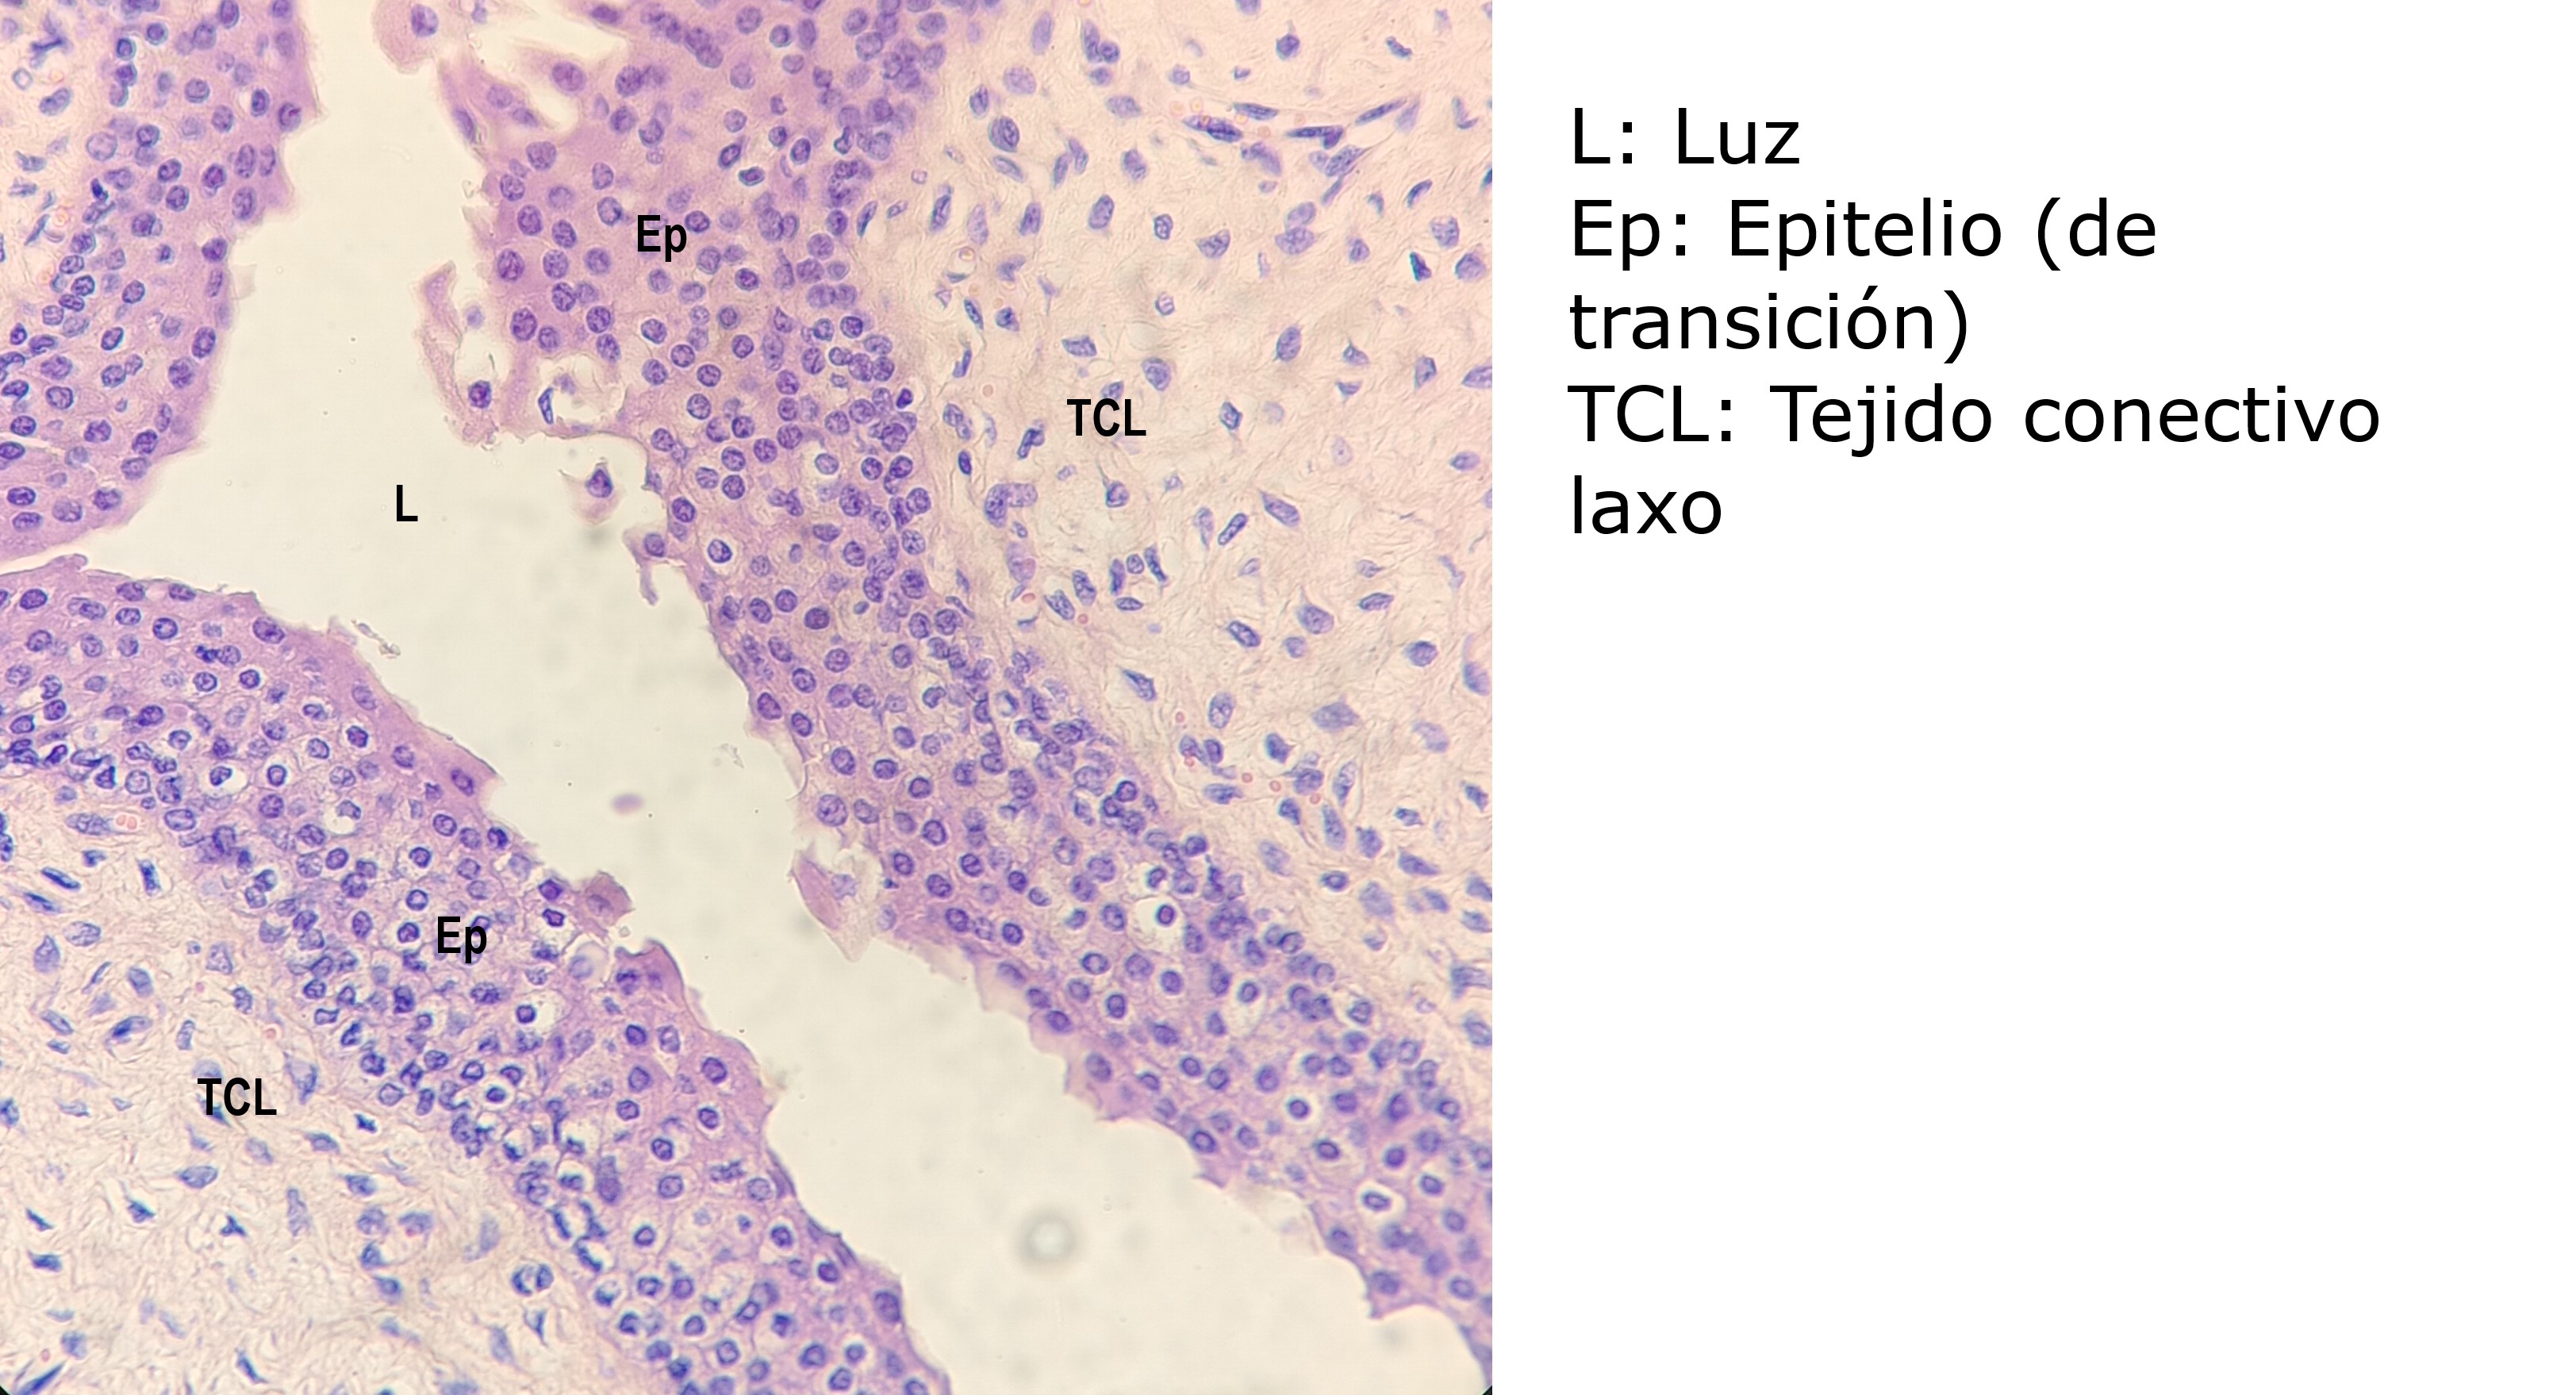 Ep
TCL
L
Ep
TCL
L: Luz
Ep: Epitelio (de
transición)
TCL: Tejido conectivo
laxo